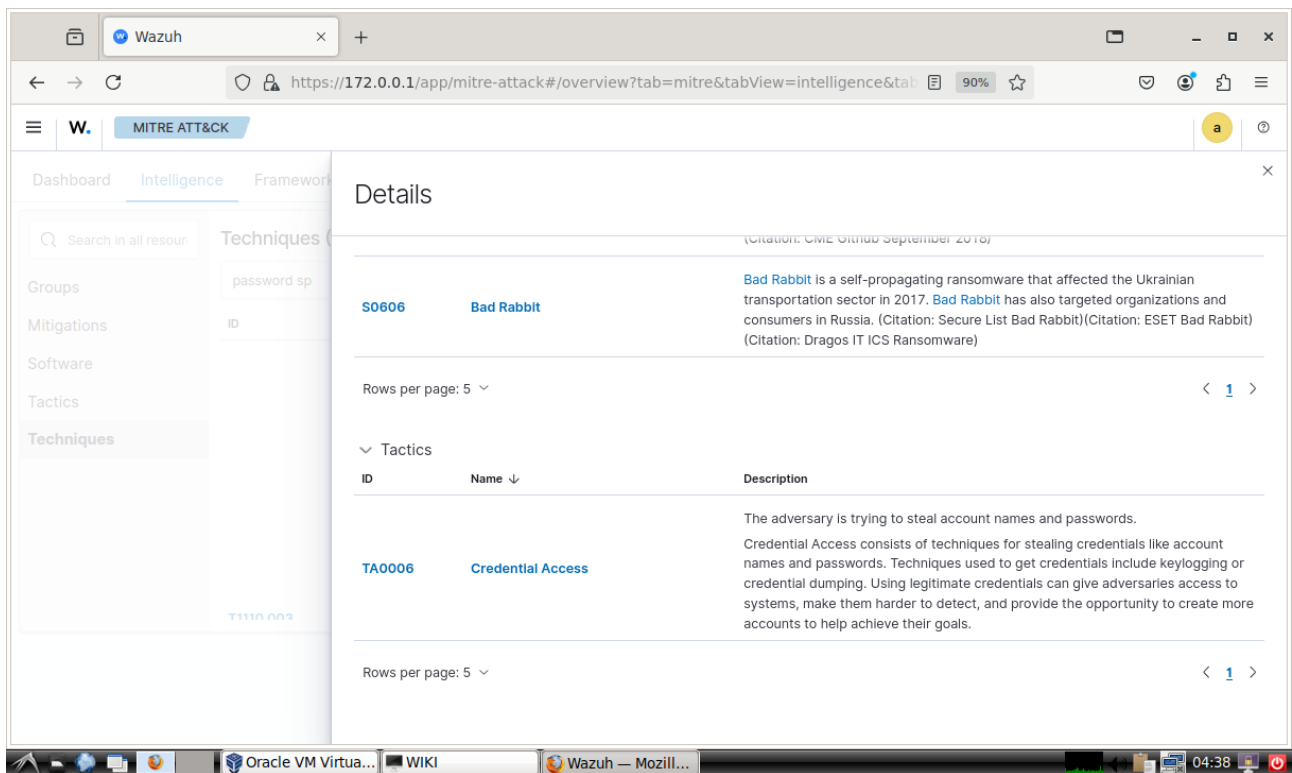 Wazuh
https://172.0.0.1/app/mitre-attack#/overview?tab=mitre&tabView=intelligence&tab
90%
W.
MITRE ATT&CK
a
Dashboard
Intelligence
Framework
Details
Search in all resour
Techniques (
(Citation: CME Github September 2018)
password sp
Groups
Mitigations
Software
Tactics
Techniques
ID
S0606
Bad Rabbit
Bad Rabbit is a self-propagating ransomware that affected the Ukrainian
transportation sector in 2017. Bad Rabbit has also targeted organizations and
consumers in Russia. (Citation: Secure List Bad Rabbit)(Citation: ESET Bad Rabbit)
(Citation: Dragos IT ICS Ransomware)
Rows per page: 5
1
Tactics
ID
Name
Description
TA0006
Credential Access
The adversary is trying to steal account names and passwords.
Credential Access consists of techniques for stealing credentials like account
names and passwords. Techniques used to get credentials include keylogging or
credential dumping. Using legitimate credentials can give adversaries access to
systems, make them harder to detect, and provide the opportunity to create more
accounts to help achieve their goals.
T1110.003
Rows per page: 5
1
Oracle VM Virtua...
WIKI
Wazuh — Mozill...
04:38